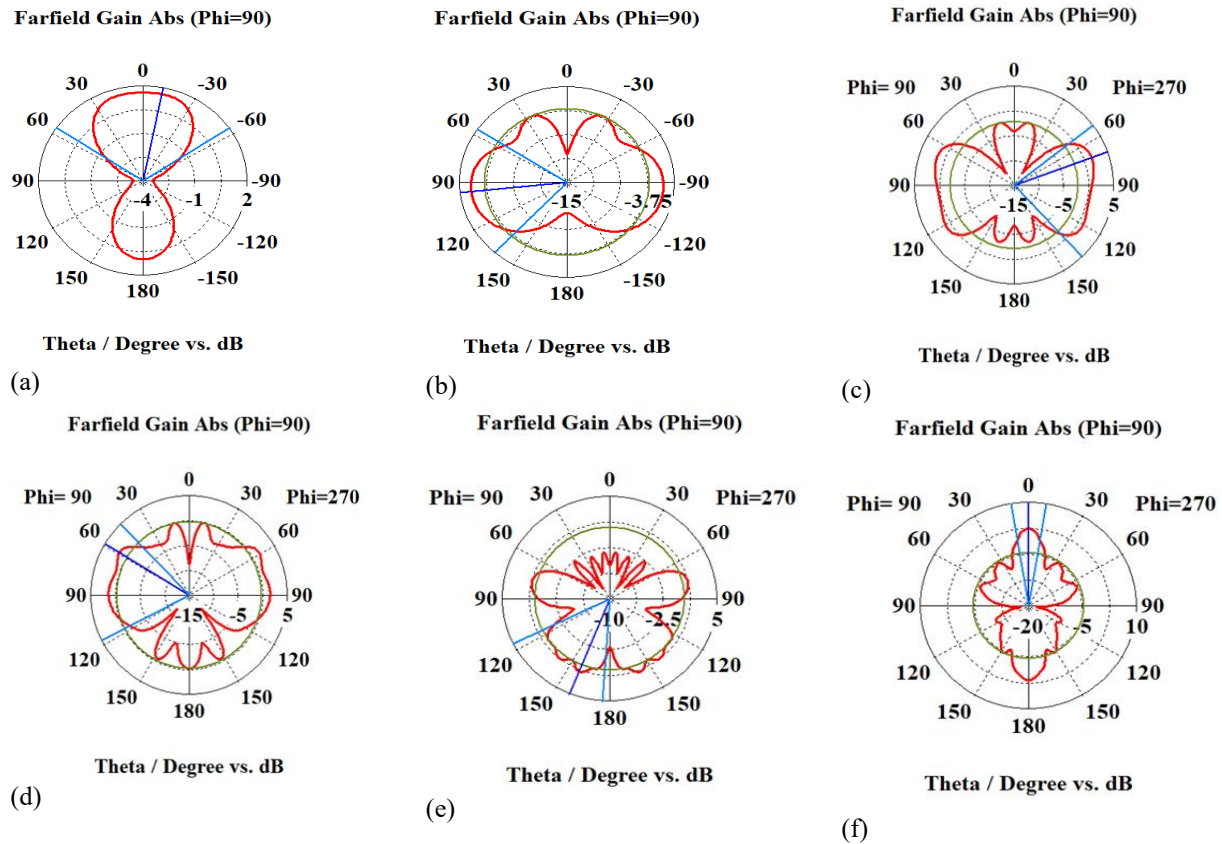 Farfield Gain Abs (Phi=90)
0
30 -30
60 -60
90 -4 -1 2 -90
120 -120
150 -150
180
Theta / Degree vs. dB
(a)
Farfield Gain Abs (Phi=90)
0
30 -30
60 -60
90 -15 -3.75 -90
120 -120
150 -150
180
Theta / Degree vs. dB
(b)
Farfield Gain Abs (Phi=90)
Phi= 90 30 0 30 Phi=270
60 60
90 -15 -5 5 90
120 120
150 150
180
Theta / Degree vs. dB
(c)
Farfield Gain Abs (Phi=90)
Phi= 90 30 0 30 Phi=270
60 60
90 -15 -5 5 90
120 120
150 150
180
Theta / Degree vs. dB
(d)
Farfield Gain Abs (Phi=90)
Phi= 90 30 0 30 Phi=270
60 60
90 -10 -2.5 5 90
120 120
150 150
180
Theta / Degree vs. dB
(e)
Farfield Gain Abs (Phi=90)
Phi= 90 30 0 30 Phi=270
60 60
90 -20 -5 10 90
120 120
150 150
180
Theta / Degree vs. dB
(f)